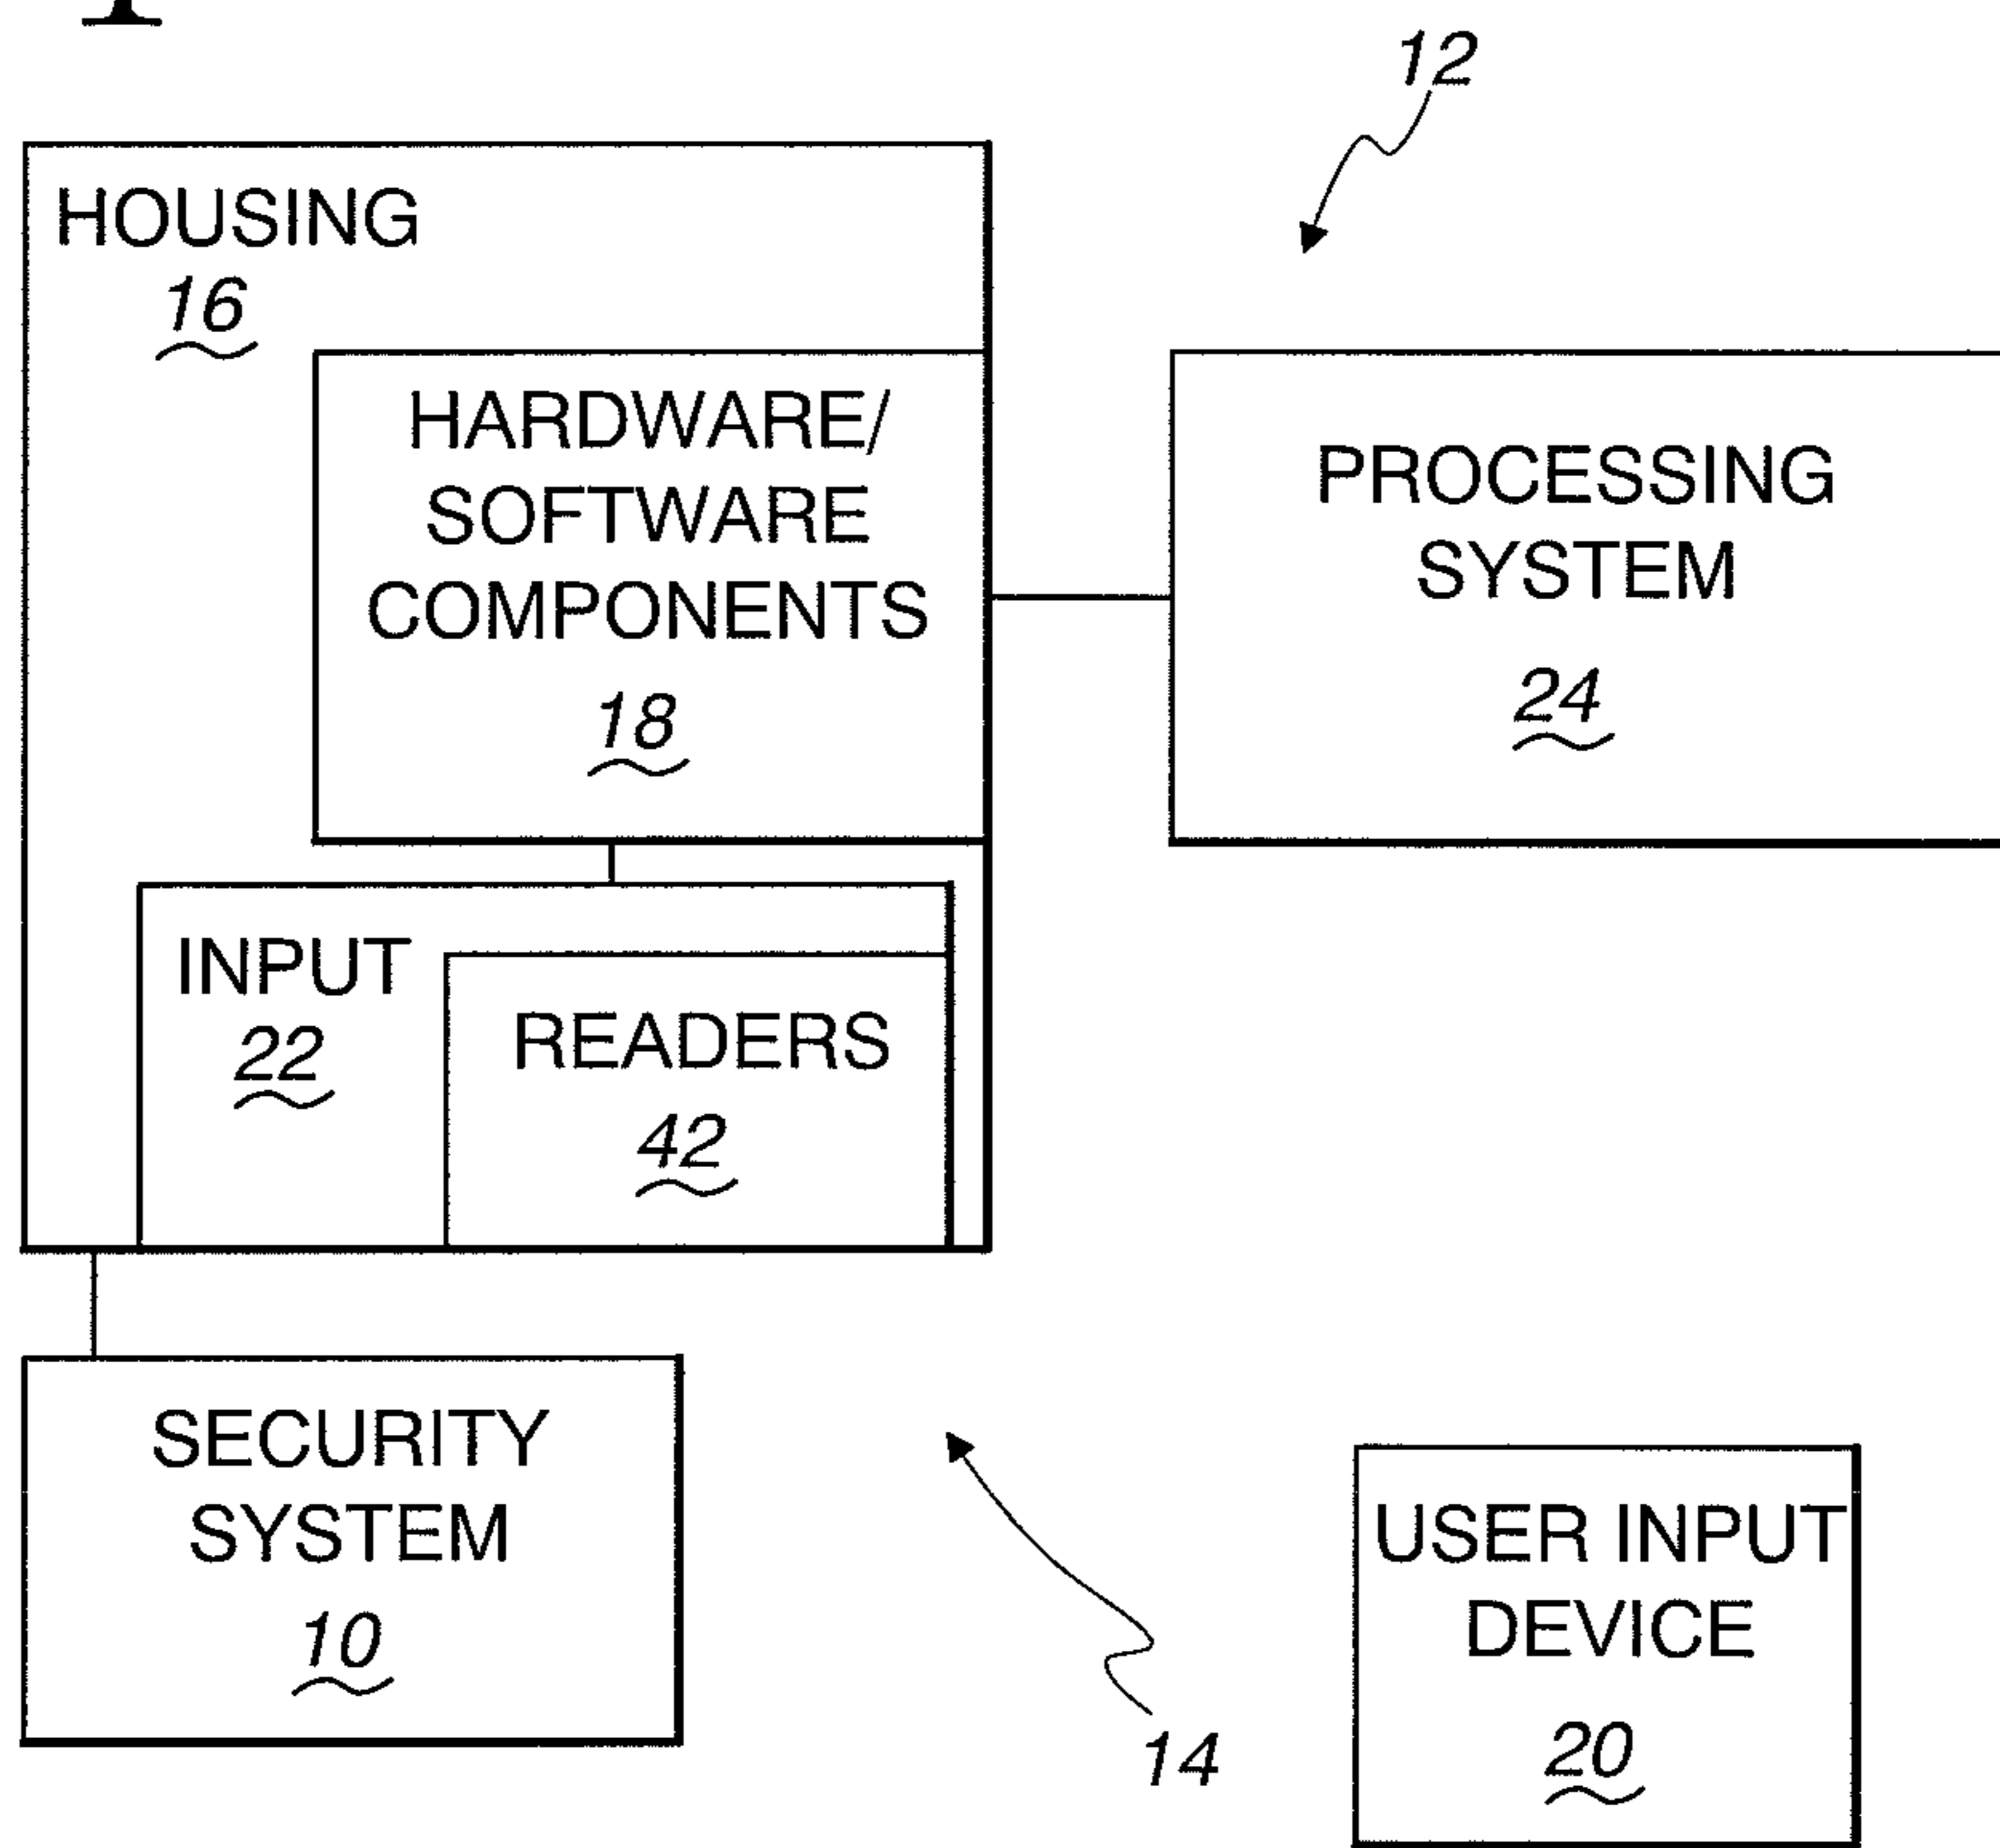 12
HOUSING
16
HARDWARE/
SOFTWARE
COMPONENTS
18
PROCESSING
SYSTEM
24
INPUT
22
READERS
42
SECURITY
SYSTEM
10
14
USER INPUT
DEVICE
20